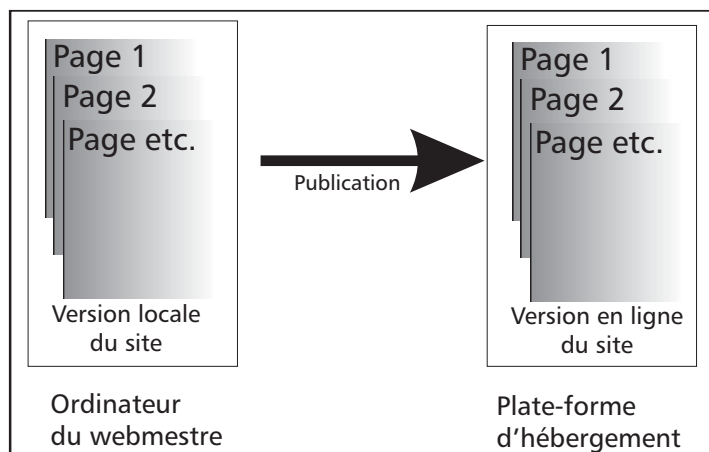 Page 1
Page 2
Page etc.
Version locale
du site
Ordinateur
du webmestre
Publication
Page 1
Page 2
Page etc.
Version en ligne
du site
Plate-forme
d'hébergement